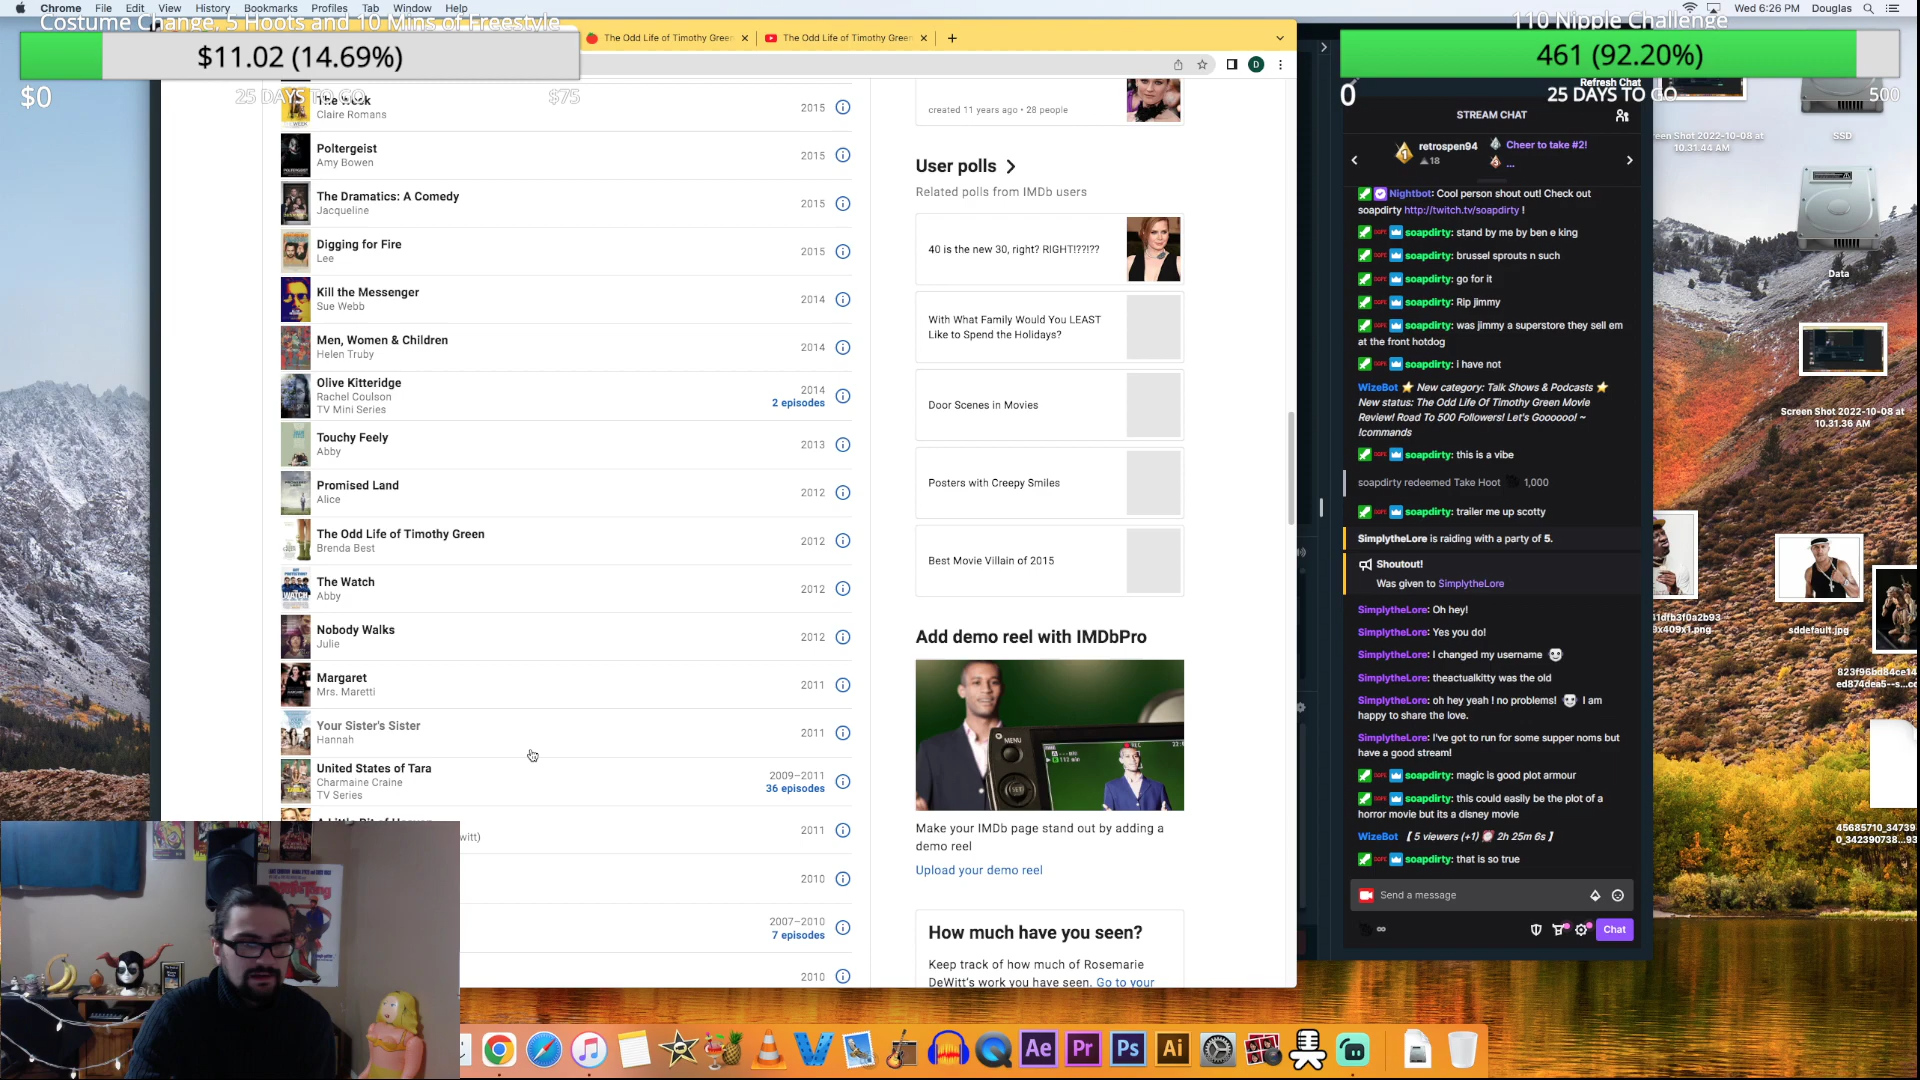 Chrome File Edit View History Bookmarks Profiles Tab Window Help
Wed 6:26 PM Douglas
Costume Change, 5 Hoots and 10 Mins of Freestyle
$11.02 (14.69%)
$0
25 DAYS TO GO
$75
110 Nipple Challenge
461 (92.20%)
0
25 DAYS TO GO
500
The Odd Life of Timothy Green
The Odd Life of Timothy Green
The Week
Claire Romans
2015
Poltergeist
Amy Bowen
2015
The Dramatics: A Comedy
Jacqueline
2015
Digging for Fire
Lee
2015
Kill the Messenger
Sue Webb
2014
Men, Women & Children
Helen Truby
2014
Olive Kitteridge
Rachel Coulson
TV Mini Series
2014
2 episodes
Touchy Feely
Abby
2013
Promised Land
Alice
2012
The Odd Life of Timothy Green
Brenda Best
2012
The Watch
Abby
2012
Nobody Walks
Julie
2012
Margaret
Mrs. Maretti
2011
Your Sister's Sister
Hannah
2011
United States of Tara
Charmaine Craine
TV Series
2009–2011
36 episodes
witt)
2011
2010
2007–2010
7 episodes
2010
created 11 years ago • 28 people
User polls
Related polls from IMDb users
40 is the new 30, right? RIGHT!??!??
With What Family Would You LEAST
Like to Spend the Holidays?
Door Scenes in Movies
Posters with Creepy Smiles
Best Movie Villain of 2015
Add demo reel with IMDbPro
MENU
SET
Make your IMDb page stand out by adding a
demo reel
Upload your demo reel
How much have you seen?
Keep track of how much of Rosemarie
DeWitt's work you have seen. Go to your
Refresh Chat
STREAM CHAT
retrospen94
18
Cheer to take #2!
...
Nightbot: Cool person shout out! Check out
soapdirty http://twitch.tv/soapdirty !
soapdirty: stand by me by ben e king
soapdirty: brussel sprouts n such
soapdirty: go for it
soapdirty: Rip jimmy
soapdirty: was jimmy a superstore they sell em
at the front hotdog
soapdirty: i have not
WizeBot ⭐ New category: Talk Shows & Podcasts ⭐
New status: The Odd Life Of Timothy Green Movie
Review! Road To 500 Followers! Let's Goooooo! ~
!commands
soapdirty: this is a vibe
soapdirty redeemed Take Hoot 1,000
soapdirty: trailer me up scotty
SimplytheLore is raiding with a party of 5.
Shoutout!
Was given to SimplytheLore
SimplytheLore: Oh hey!
SimplytheLore: Yes you do!
SimplytheLore: I changed my username
SimplytheLore: theactualkitty was the old
SimplytheLore: oh hey yeah ! no problems! I am
happy to share the love.
SimplytheLore: I've got to run for some supper noms but
have a good stream!
soapdirty: magic is good plot armour
soapdirty: this could easily be the plot of a
horror movie but its a disney movie
WizeBot 【 5 viewers (+1) ⏰ 2h 25m 6s 】
soapdirty: that is so true
Send a message
∞
Chat
reen Shot 2022-10-08 at
10.31.44 AM
SSD
Data
Screen Shot 2022-10-08 at
10.31.36 AM
sddefault.jpg
Ae Pr Ps Ai